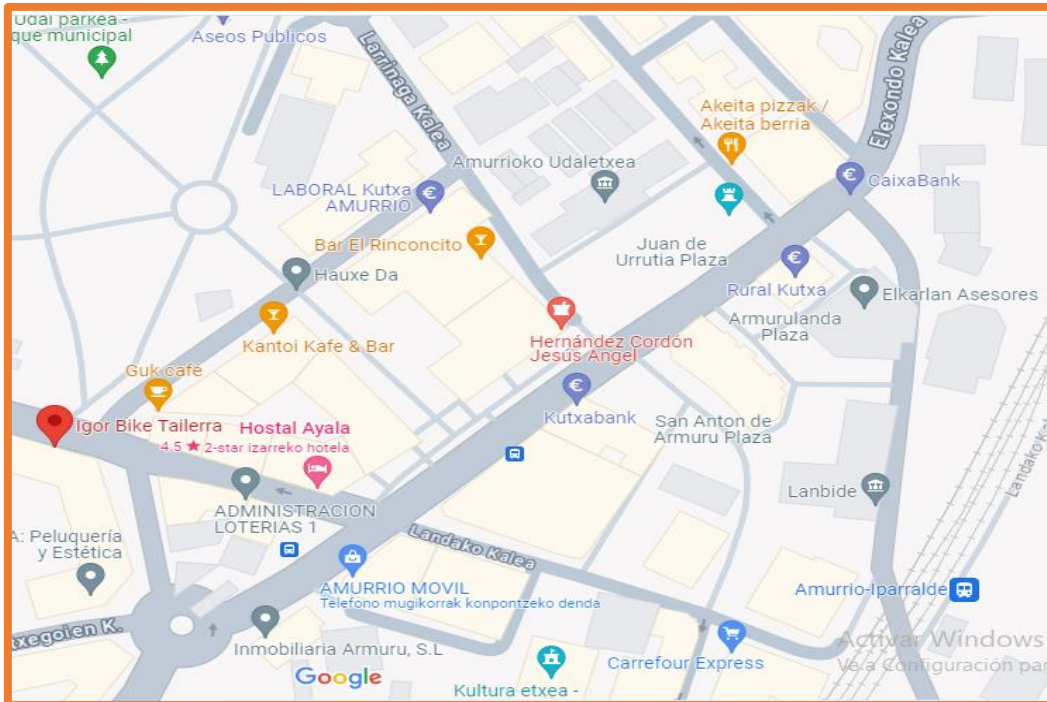 Udal parkea -
que municipal
Aseos Publicos
Larrinaga Kalea
Elexondo Kalea
Akeita pizzak /
Akeita berria
Amurrioko Udaletxea
CaixaBank
LABORAL Kutxa
AMURRIO
Bar El Rinconcito
Juan de
Urrutia Plaza
Hauxe Da
Rural Kutxa
Elkarlan Asesores
Armurulanda
Plaza
Kantoi Kafe & Bar
Hernández Cordón
Jesús Angel
Guk café
Kutxabank
Igor Bike Tailerra
Hostal Ayala
4.5 ★ 2-star izarreko hotela
San Anton de
Armuru Plaza
Lanbide
ADMINISTRACION
LOTERIAS 1
A: Peluquería
y Estética
Landako Kalea
AMURRIO MOVIL
Telefono mugikorrak konpontzeko denda
Amurrio-Iparralde
txegoien K.
Inmobiliaria Armuru, S.L
Carrefour Express
Google
Kultura etxea -
Activar Windows
Ve a Configuración par